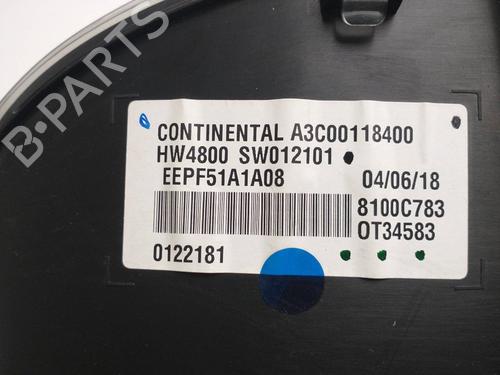 CONTINENTAL A3C00118400
HW4800 SW012101
EEPF51A1A08 04/06/18
8100C783
OT34583
0122181
B-PARTS